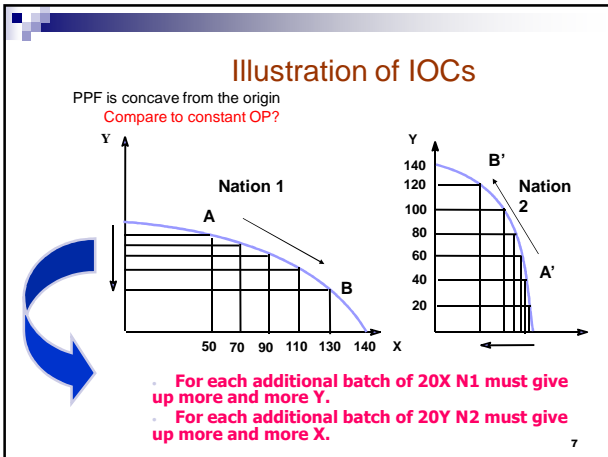 Illustration of IOCs
PPF is concave from the origin
Compare to constant OP?
Y
Nation 1
A
B
50 70 90 110 130 140 X
Y
140
120
100
80
60
40
20
B’
Nation
2
A’
For each additional batch of 20X N1 must give
up more and more Y.
For each additional batch of 20Y N2 must give
up more and more X.
7